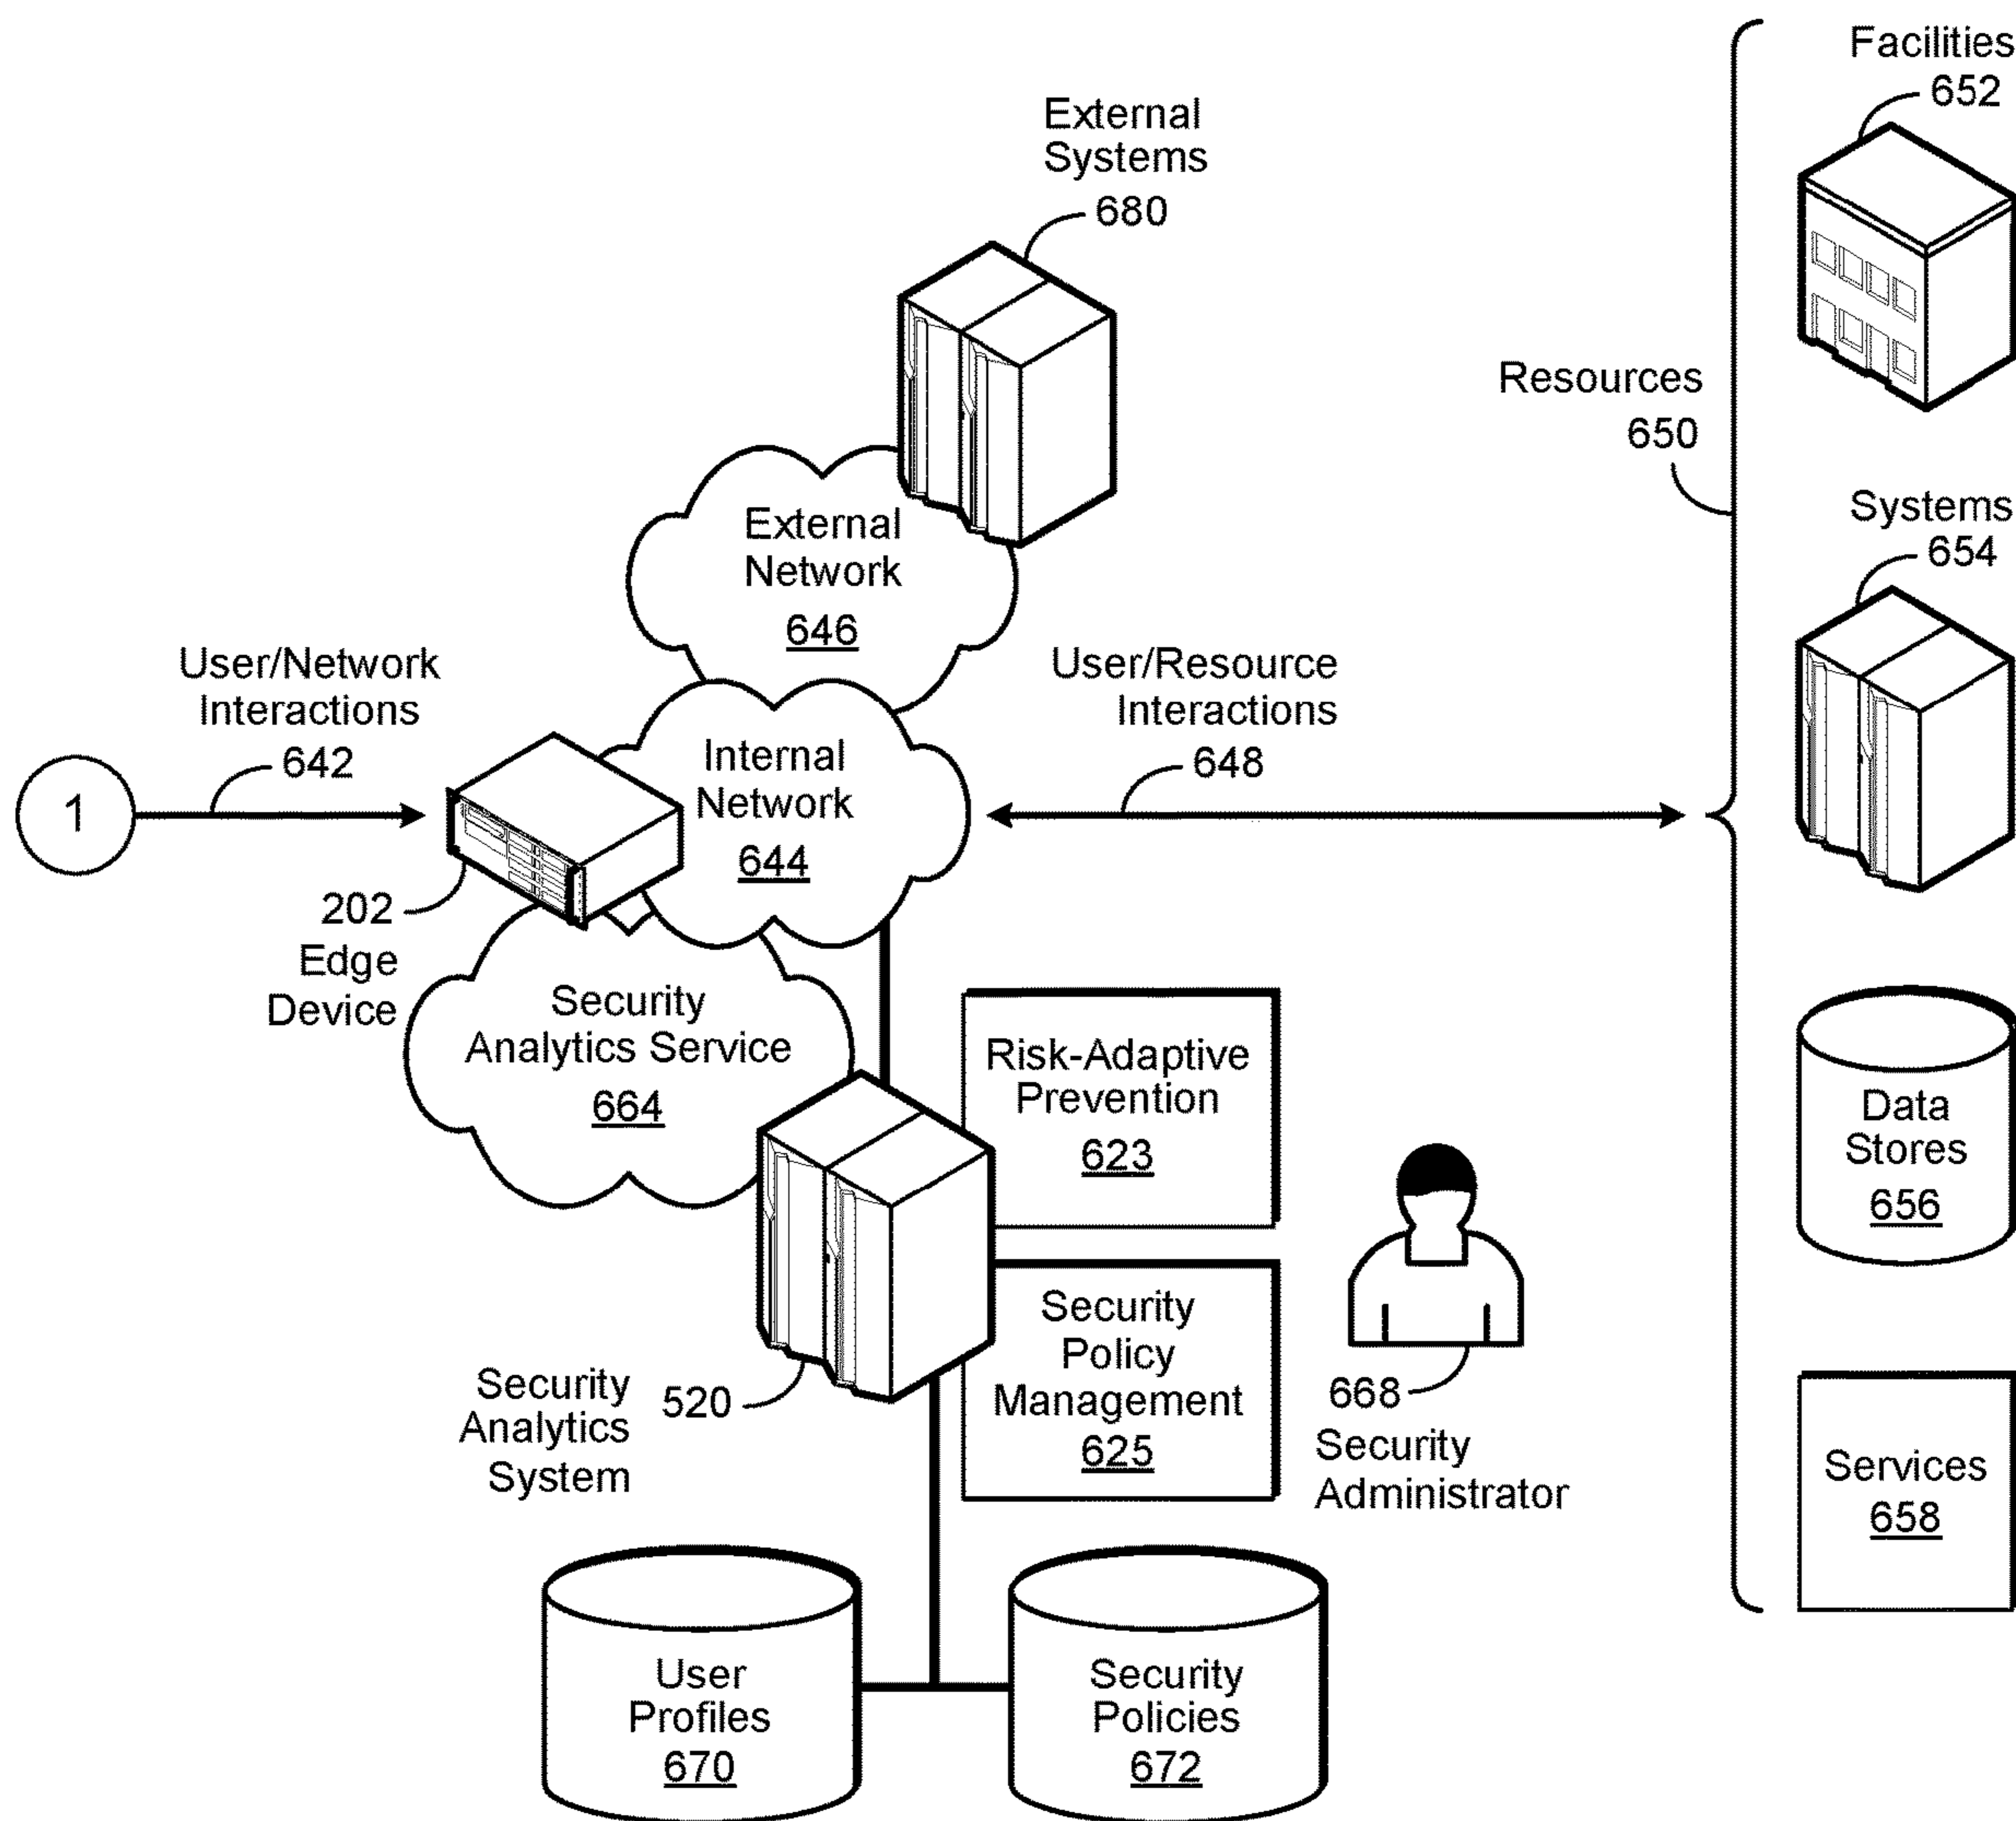 Facilities
652
External
Systems
680
Resources
650
Systems
654
External
Network
646
User/Network
Interactions
642
User/Resource
Interactions
648
1
Internal
Network
644
202
Edge
Device
Security
Analytics Service
664
Risk-Adaptive
Prevention
623
Data
Stores
656
Security
Policy
Management
625
Security
Analytics
System
520
668
Security
Administrator
Services
658
User
Profiles
670
Security
Policies
672